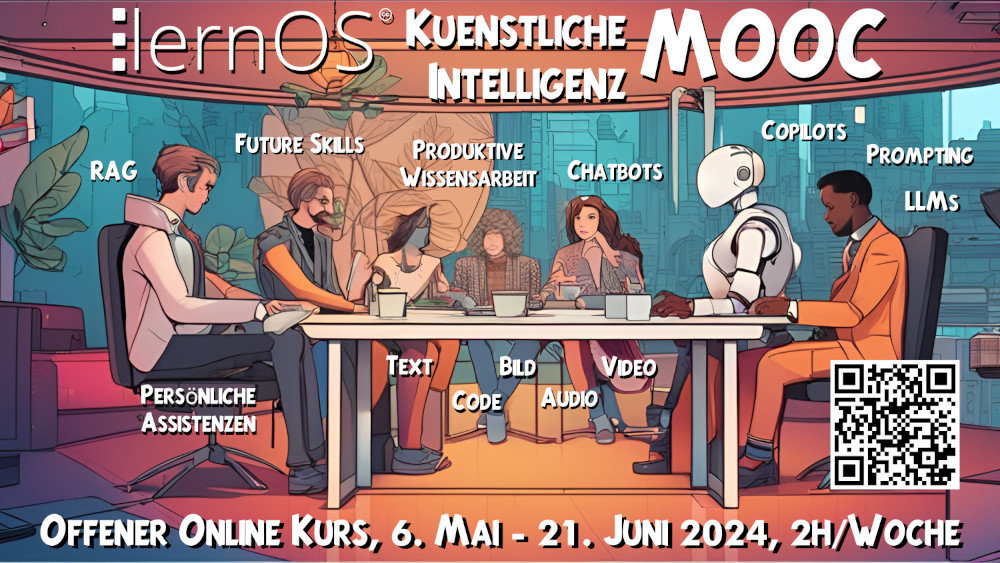 lernOS®
KUENSTLICHE
INTELLIGENZ
MOOC
RAG
FUTURE SKILLS
PRODUKTIVE
WISSENSARBEIT
CHATBOTS
COPILOTS
PROMPTING
LLMS
PERSÖNLICHE
ASSISTENZEN
TEXT
BILD
VIDEO
CODE
AUDIO
OFFENER ONLINE KURS, 6. MAI - 21. JUNI 2024, 2H/WOCHE